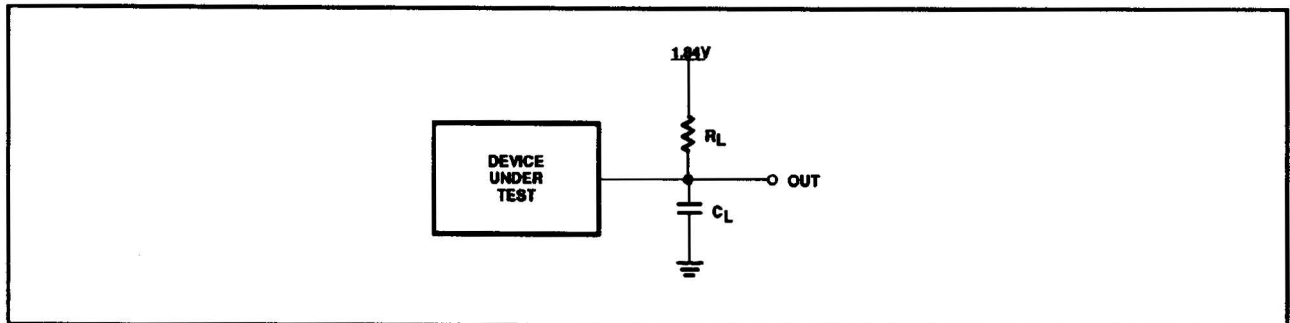 1.84V
RL
DEVICE
UNDER
TEST
OUT
CL